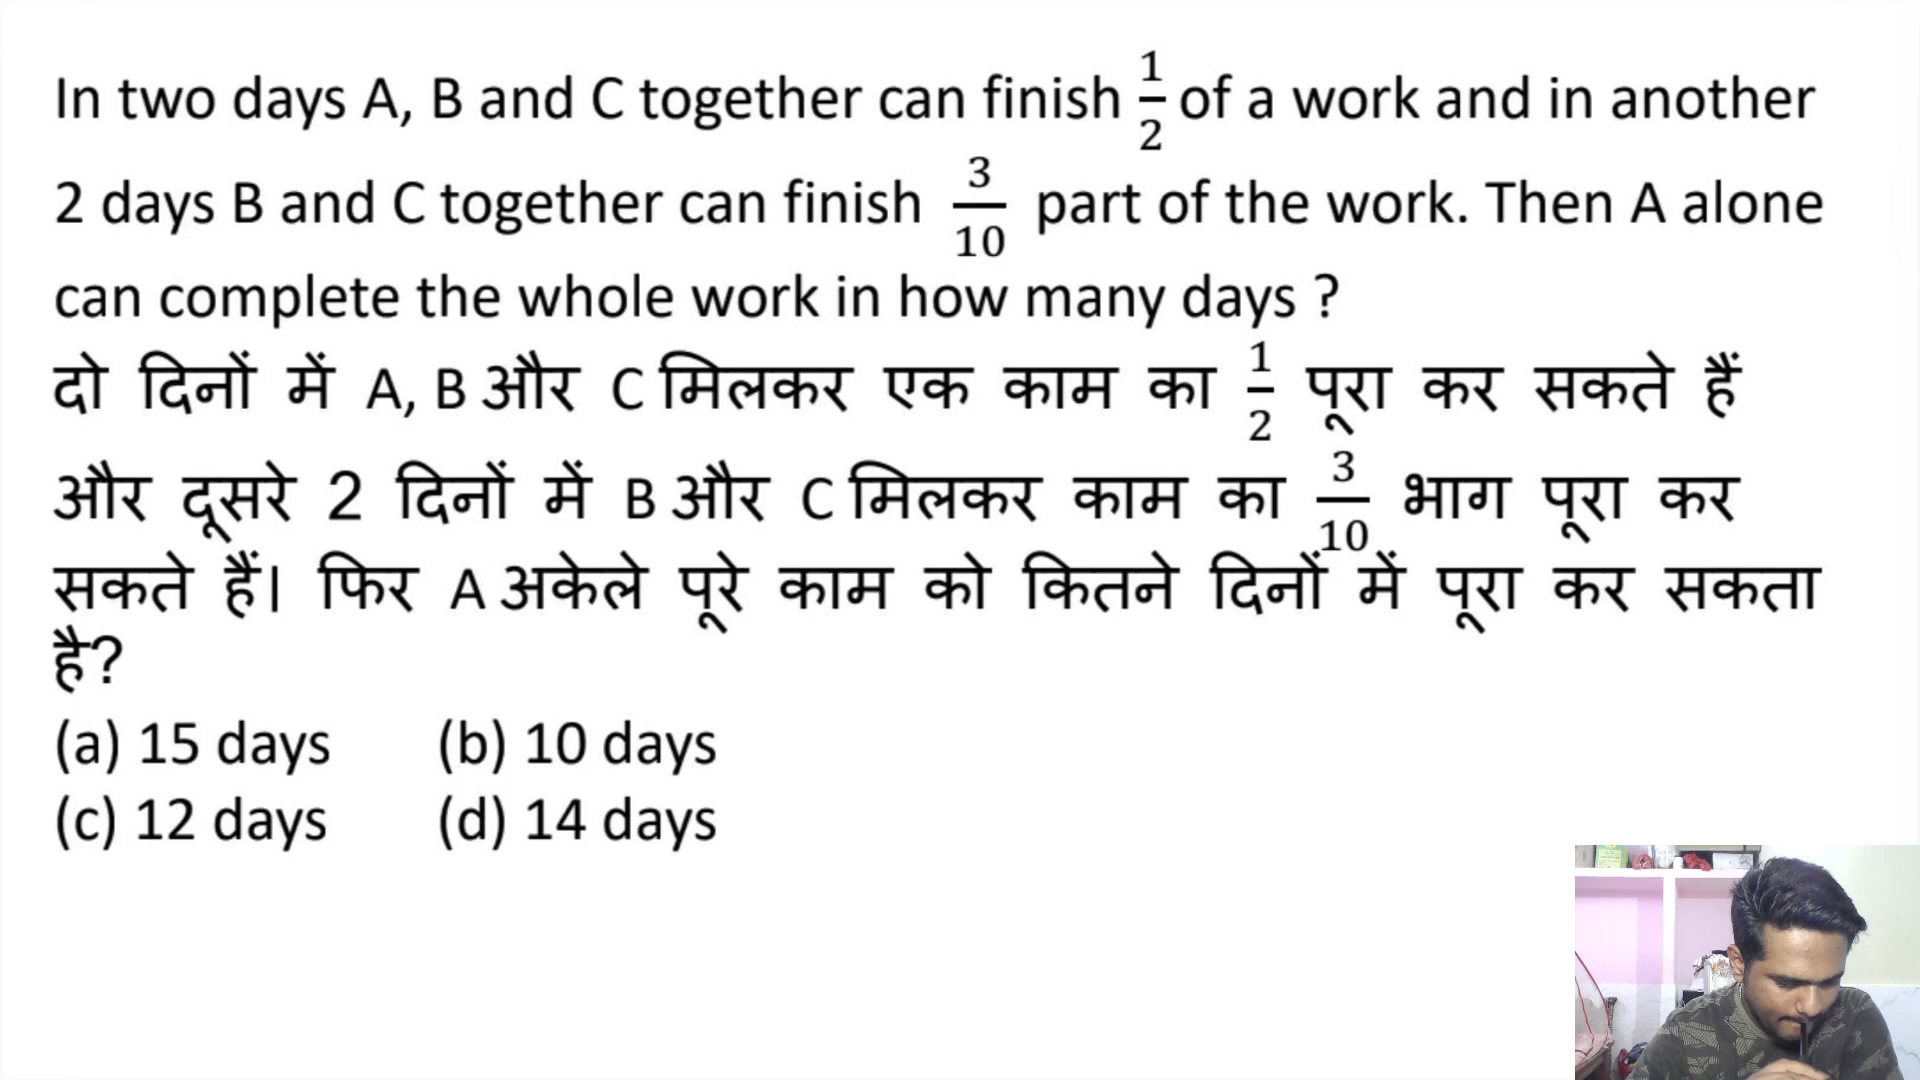 In two days A, B and C together can finish 1/2 of a work and in another
2 days B and C together can finish 3/10 part of the work. Then A alone
can complete the whole work in how many days ?
दो दिनों में A, B और C मिलकर एक काम का 1/2 पूरा कर सकते हैं
और दूसरे 2 दिनों में B और C मिलकर काम का 3/10 भाग पूरा कर
सकते हैं। फिर A अकेले पूरे काम को कितने दिनों में पूरा कर सकता
है?
(a) 15 days (b) 10 days
(c) 12 days (d) 14 days